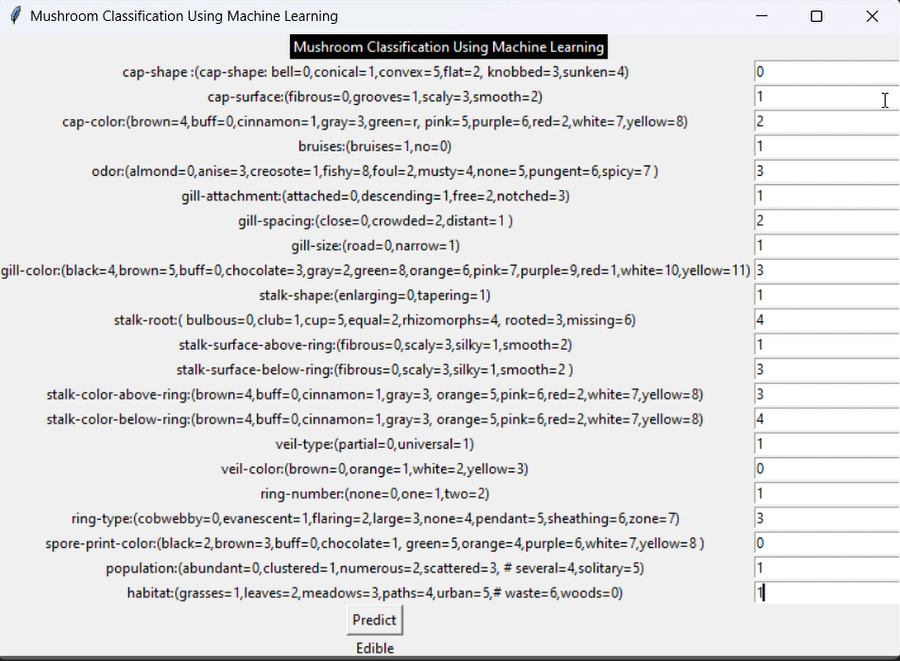 Mushroom Classification Using Machine Learning
Mushroom Classification Using Machine Learning
cap-shape :(cap-shape: bell=0,conical=1,convex=5,flat=2, knobbed=3,sunken=4) 0
cap-surface:(fibrous=0,grooves=1,scaly=3,smooth=2) 1
cap-color:(brown=4,buff=0,cinnamon=1,gray=3,green=r, pink=5,purple=6,red=2,white=7,yellow=8) 2
bruises:(bruises=1,no=0) 1
odor:(almond=0,anise=3,creosote=1,fishy=8,foul=2,musty=4,none=5,pungent=6,spicy=7 ) 3
gill-attachment:(attached=0,descending=1,free=2,notched=3) 1
gill-spacing:(close=0,crowded=2,distant=1 ) 2
gill-size:(road=0,narrow=1) 1
gill-color:(black=4,brown=5,buff=0,chocolate=3,gray=2,green=8,orange=6,pink=7,purple=9,red=1,white=10,yellow=11) 3
stalk-shape:(enlarging=0,tapering=1) 1
stalk-root:( bulbous=0,club=1,cup=5,equal=2,rhizomorphs=4, rooted=3,missing=6) 4
stalk-surface-above-ring:(fibrous=0,scaly=3,silky=1,smooth=2) 1
stalk-surface-below-ring:(fibrous=0,scaly=3,silky=1,smooth=2 ) 3
stalk-color-above-ring:(brown=4,buff=0,cinnamon=1,gray=3, orange=5,pink=6,red=2,white=7,yellow=8) 3
stalk-color-below-ring:(brown=4,buff=0,cinnamon=1,gray=3, orange=5,pink=6,red=2,white=7,yellow=8) 4
veil-type:(partial=0,universal=1) 1
veil-color:(brown=0,orange=1,white=2,yellow=3) 0
ring-number:(none=0,one=1,two=2) 1
ring-type:(cobwebby=0,evanescent=1,flaring=2,large=3,none=4,pendant=5,sheathing=6,zone=7) 3
spore-print-color:(black=2,brown=3,buff=0,chocolate=1, green=5,orange=4,purple=6,white=7,yellow=8 ) 0
population:(abundant=0,clustered=1,numerous=2,scattered=3, # several=4,solitary=5) 1
habitat:(grasses=1,leaves=2,meadows=3,paths=4,urban=5,# waste=6,woods=0) 1
Predict
Edible